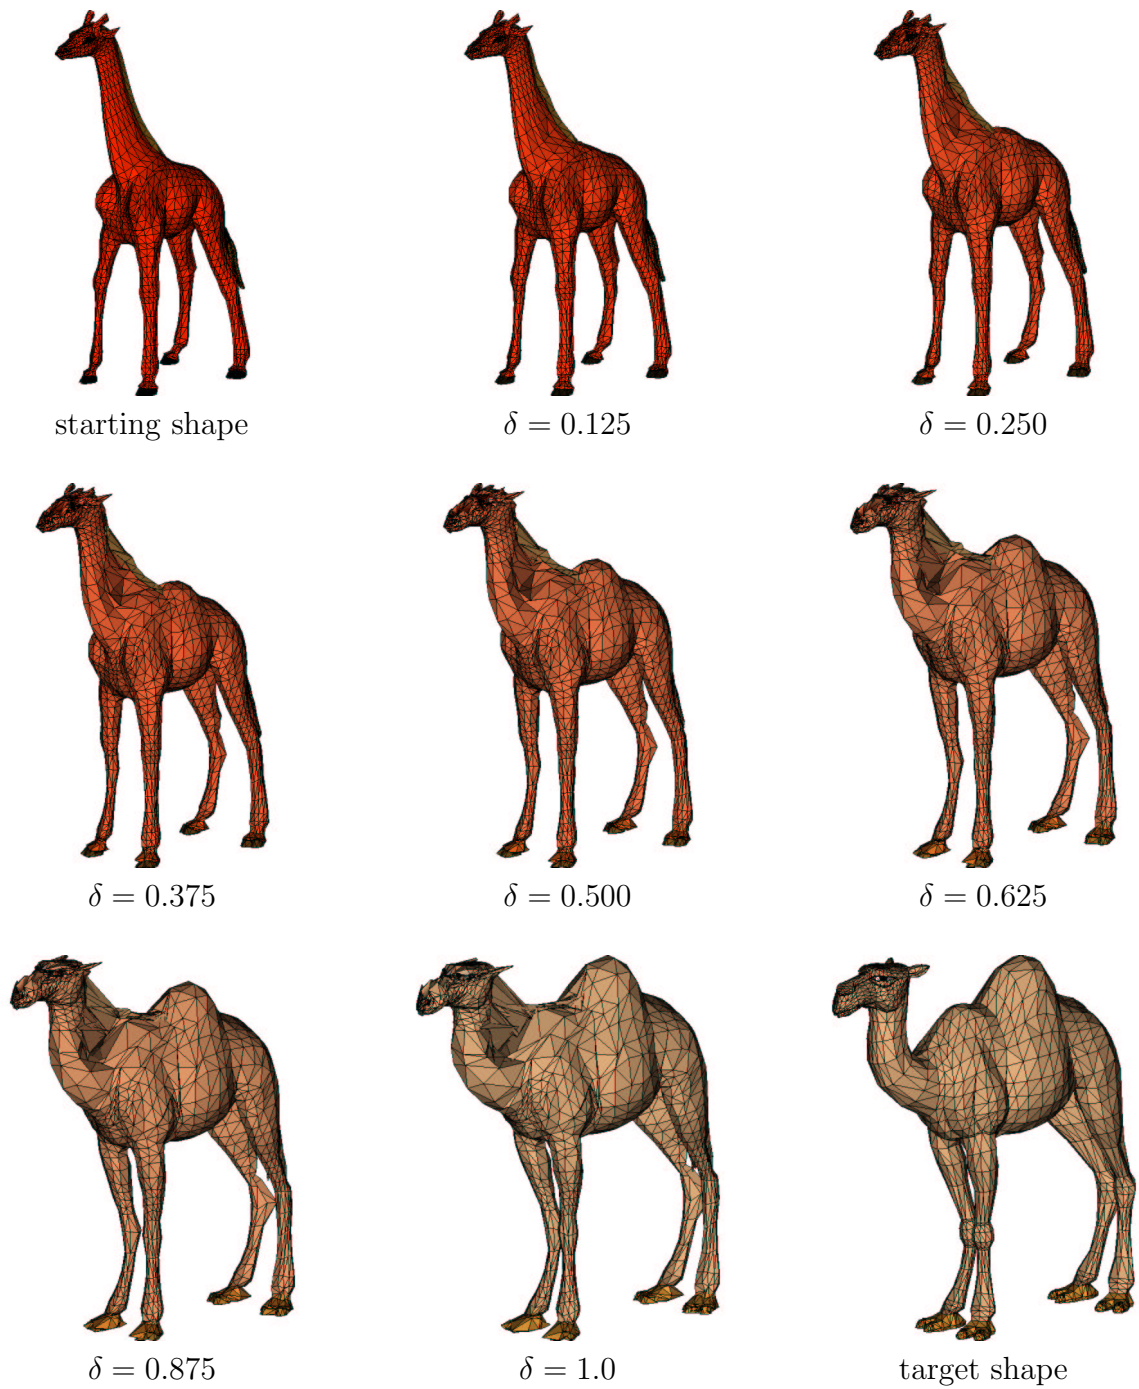 starting shape
δ = 0.125
δ = 0.250
δ = 0.375
δ = 0.500
δ = 0.625
δ = 0.875
δ = 1.0
target shape